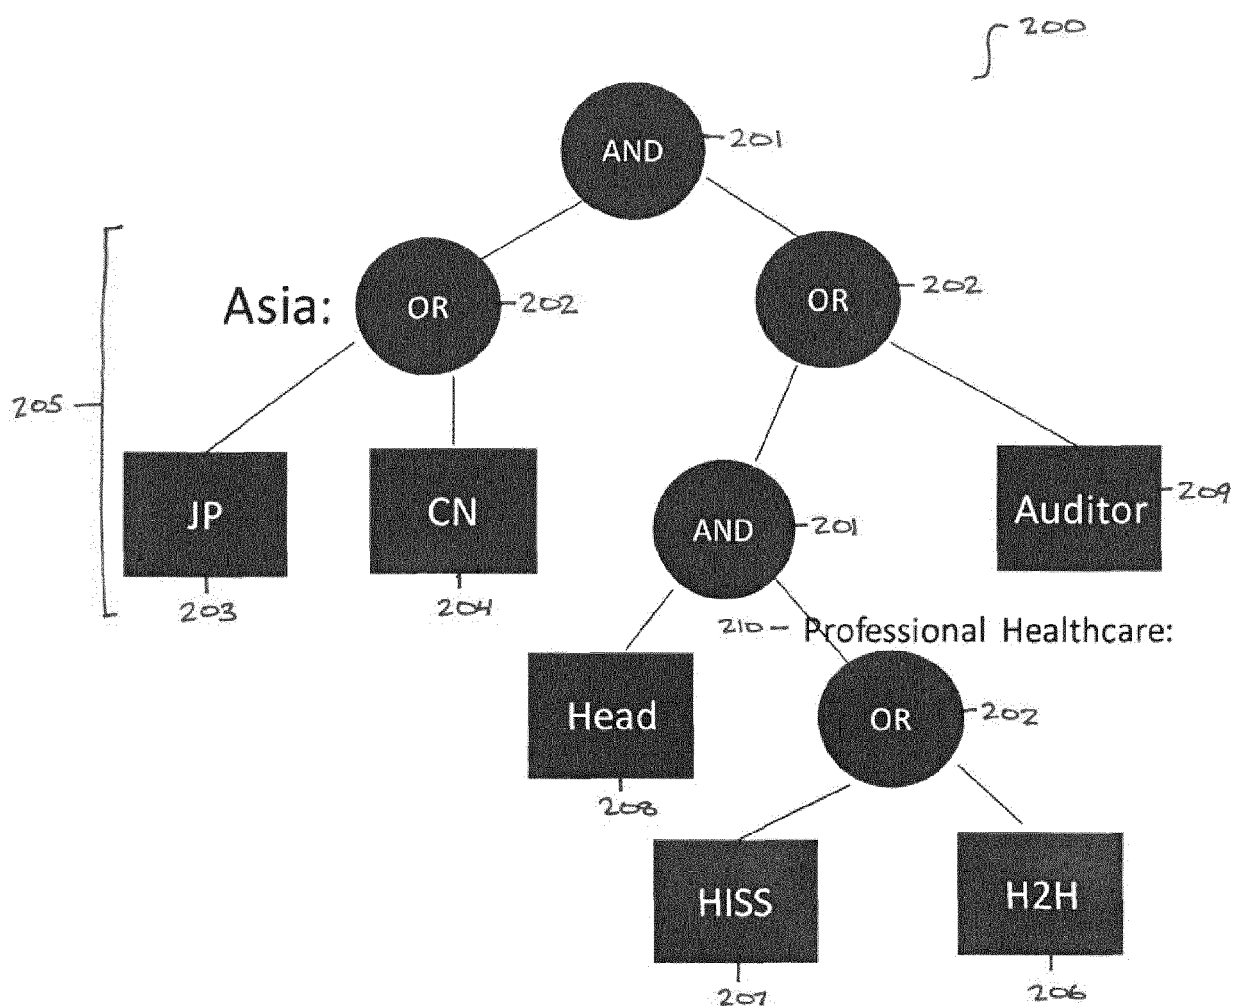 200
AND
201
Asia:
OR
202
OR
202
205
JP
203
CN
204
AND
201
Auditor
209
210
Professional Healthcare:
Head
208
OR
202
HISS
207
H2H
206